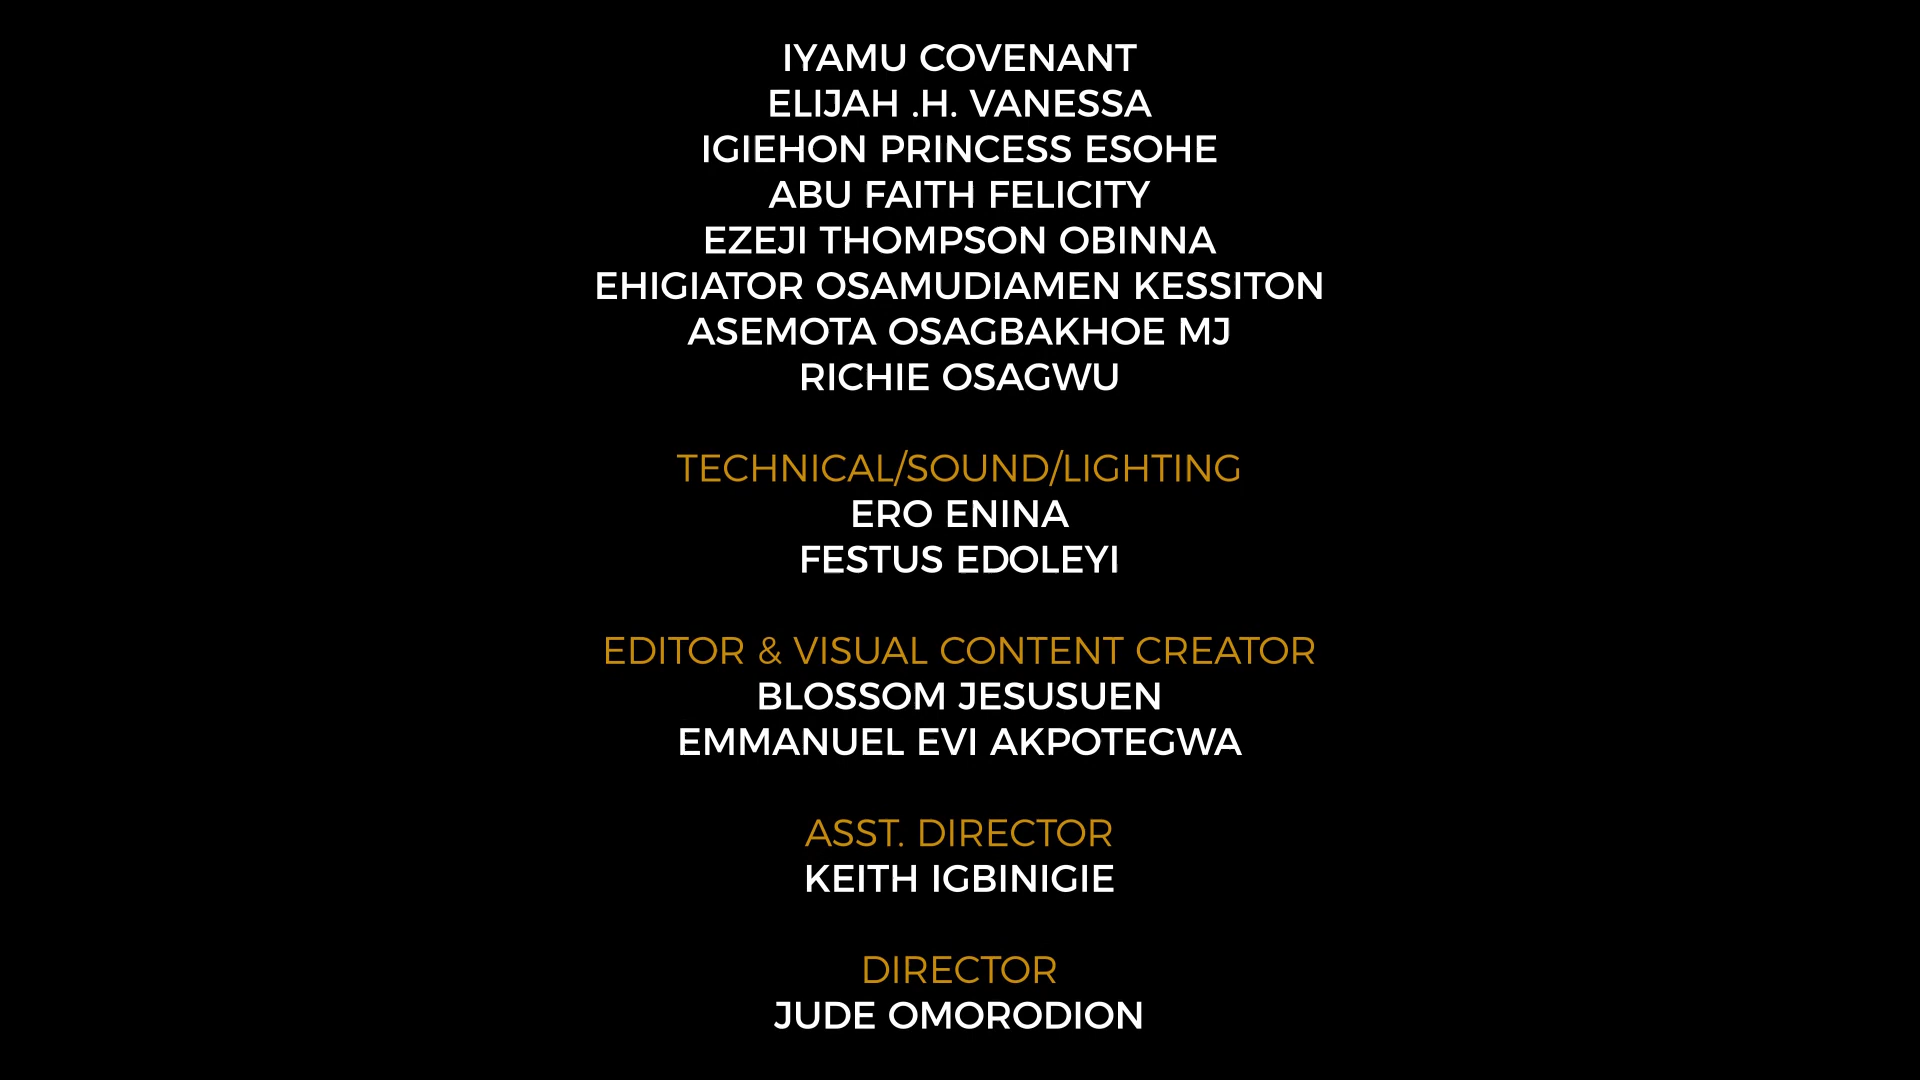 IYAMU COVENANT
ELIJAH .H. VANESSA
IGIEHON PRINCESS ESOHE
ABU FAITH FELICITY
EZEJI THOMPSON OBINNA
EHIGIATOR OSAMUDIAMEN KESSITON
ASEMOTA OSAGBAKHOE MJ
RICHIE OSAGWU
TECHNICAL/SOUND/LIGHTING
ERO ENINA
FESTUS EDOLEYI
EDITOR & VISUAL CONTENT CREATOR
BLOSSOM JESUSUEN
EMMANUEL EVI AKPOTEGWA
ASST. DIRECTOR
KEITH IGBINIGIE
DIRECTOR
JUDE OMORODION